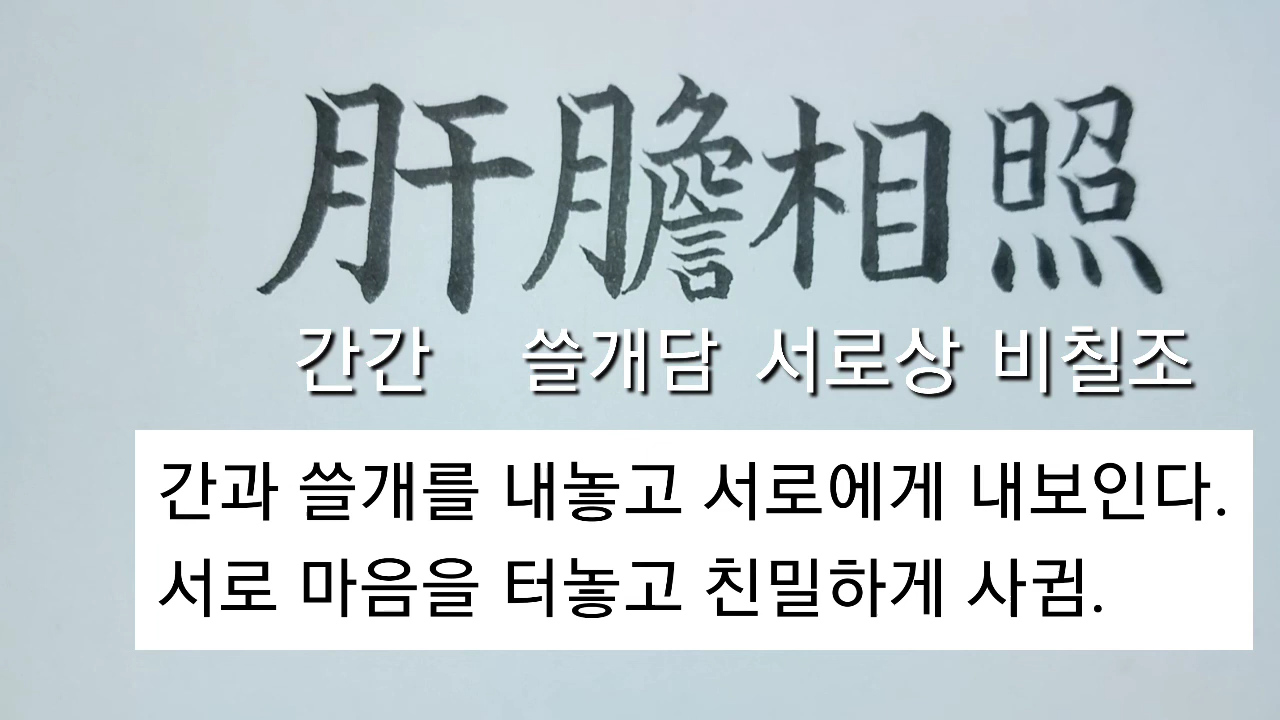 肝膽相照
간간 쓸개담 서로상 비칠조
간과 쓸개를 내놓고 서로에게 내보인다.
서로 마음을 터놓고 친밀하게 사귐.